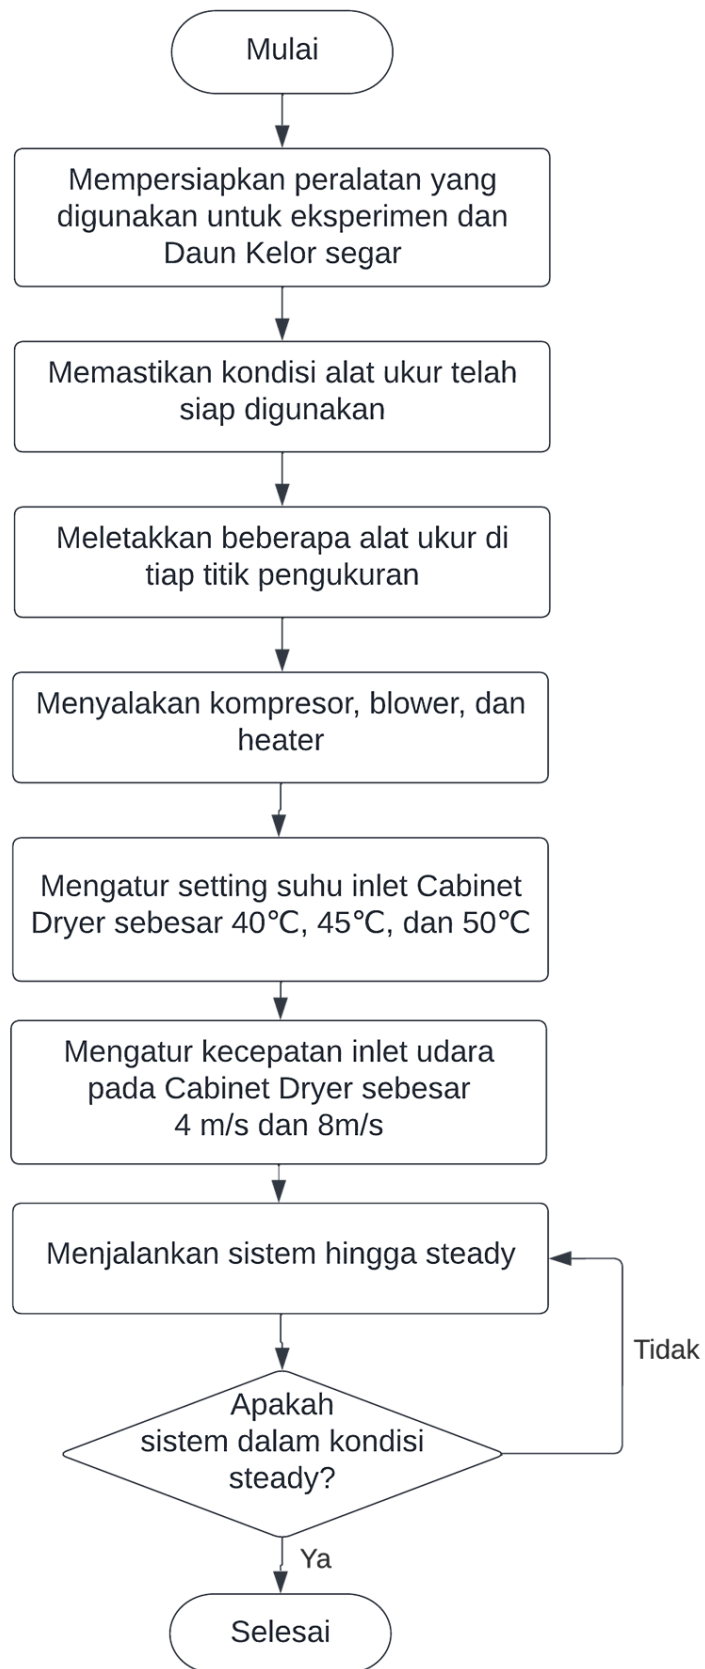 Mulai
Mempersiapkan peralatan yang
digunakan untuk eksperimen dan
Daun Kelor segar
Memastikan kondisi alat ukur telah
siap digunakan
Meletakkan beberapa alat ukur di
tiap titik pengukuran
Menyalakan kompresor, blower, dan
heater
Mengatur setting suhu inlet Cabinet
Dryer sebesar 40℃, 45℃, dan 50℃
Mengatur kecepatan inlet udara
pada Cabinet Dryer sebesar
4 m/s dan 8m/s
Menjalankan sistem hingga steady
Tidak
Apakah
sistem dalam kondisi
steady?
Ya
Selesai